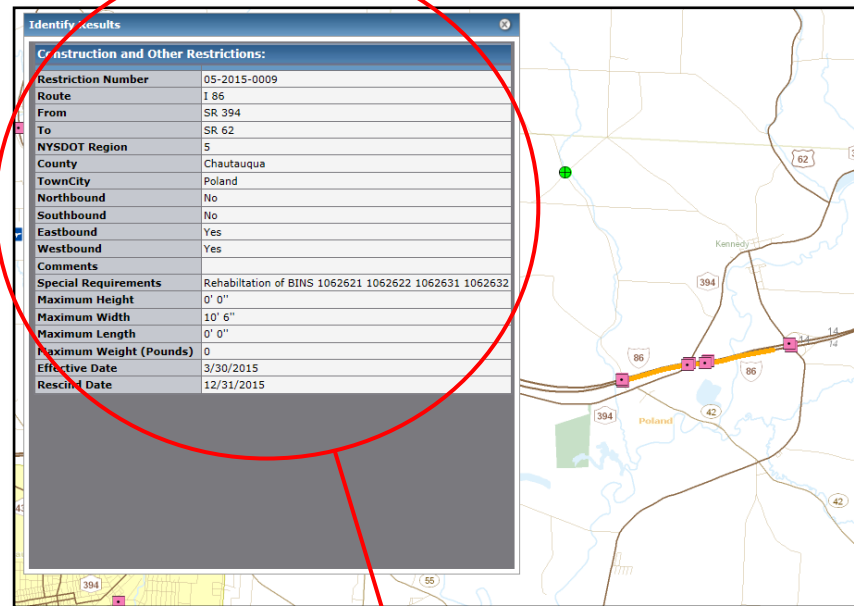 Identify Results
Construction and Other Restrictions:
Restriction Number 05-2015-0009
Route I 86
From SR 394
To SR 62
NYSDOT Region 5
County Chautauqua
TownCity Poland
Northbound No
Southbound No
Eastbound Yes
Westbound Yes
Comments
Special Requirements Rehabiltation of BINS 1062621 1062622 1062631 1062632
Maximum Height 0' 0"
Maximum Width 10' 6"
Maximum Length 0' 0"
Maximum Weight (Pounds) 0
Effective Date 3/30/2015
Rescind Date 12/31/2015
62
Kennedy
394
14
14
14
86
86
394
Poland
42
42
43
394
55